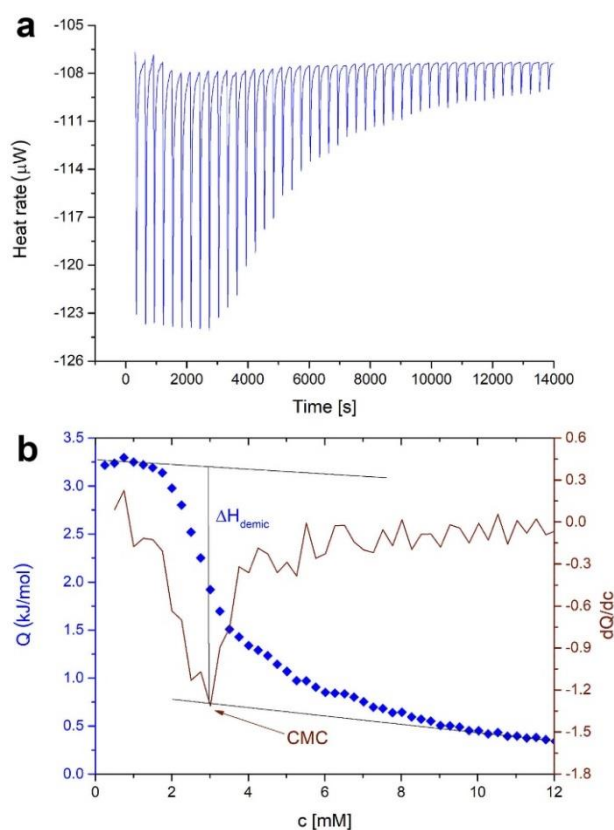 a
-105
-108
-111
-114
-117
-120
-123
-126
Heat rate (µW)
0 2000 4000 6000 8000 10000 12000 14000
Time [s]
b
3.5
3.0
2.5
2.0
1.5
1.0
0.5
0.0
Q (kJ/mol)
ΔHdemic
CMC
0.6
0.4
0.0
-0.3
-0.6
-0.9
-1.2
-1.5
-1.8
dQ/dc
0 2 4 6 8 10 12
c [mM]